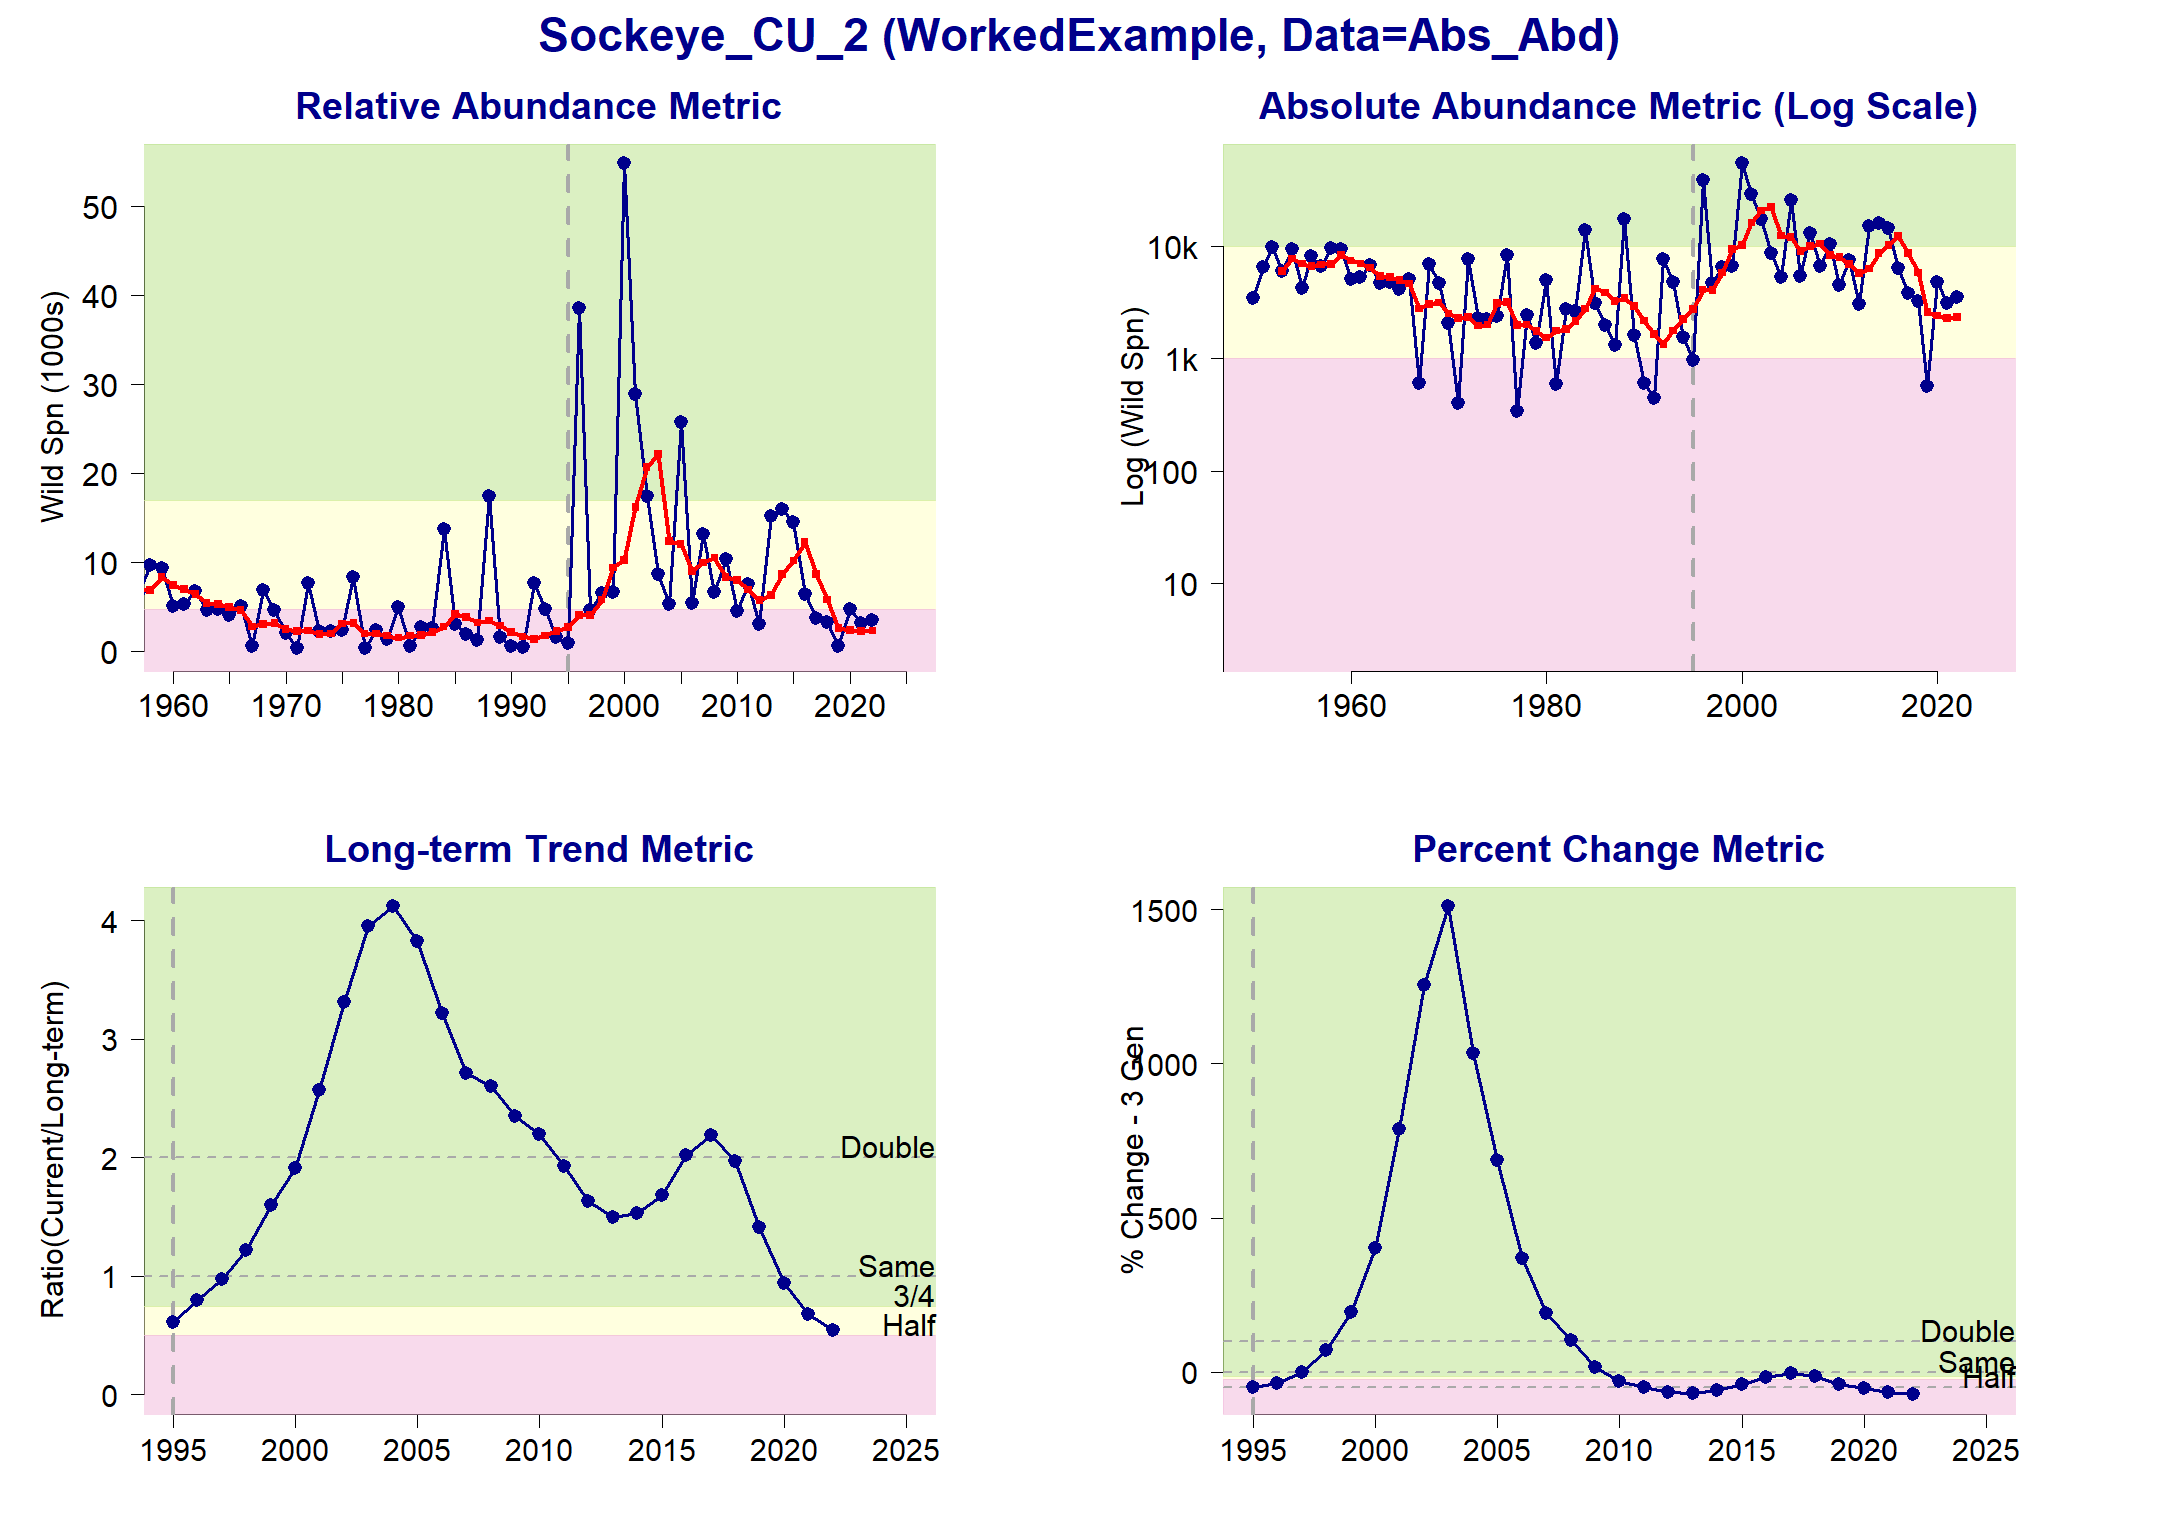 Sockeye_CU_2 (WorkedExample, Data=Abs_Abd)
Relative Abundance Metric
Wild Spn (1000s)
50
40
30
20
10
0
1960 1970 1980 1990 2000 2010 2020
Absolute Abundance Metric (Log Scale)
Log (Wild Spn)
10k
1k
100
10
1960 1980 2000 2020
Long-term Trend Metric
Ratio(Current/Long-term)
4
3
2
1
0
Double
Same
3/4
Half
1995 2000 2005 2010 2015 2020 2025
Percent Change Metric
% Change - 3 Gen
1500
1000
500
0
Double
Same
Half
1995 2000 2005 2010 2015 2020 2025